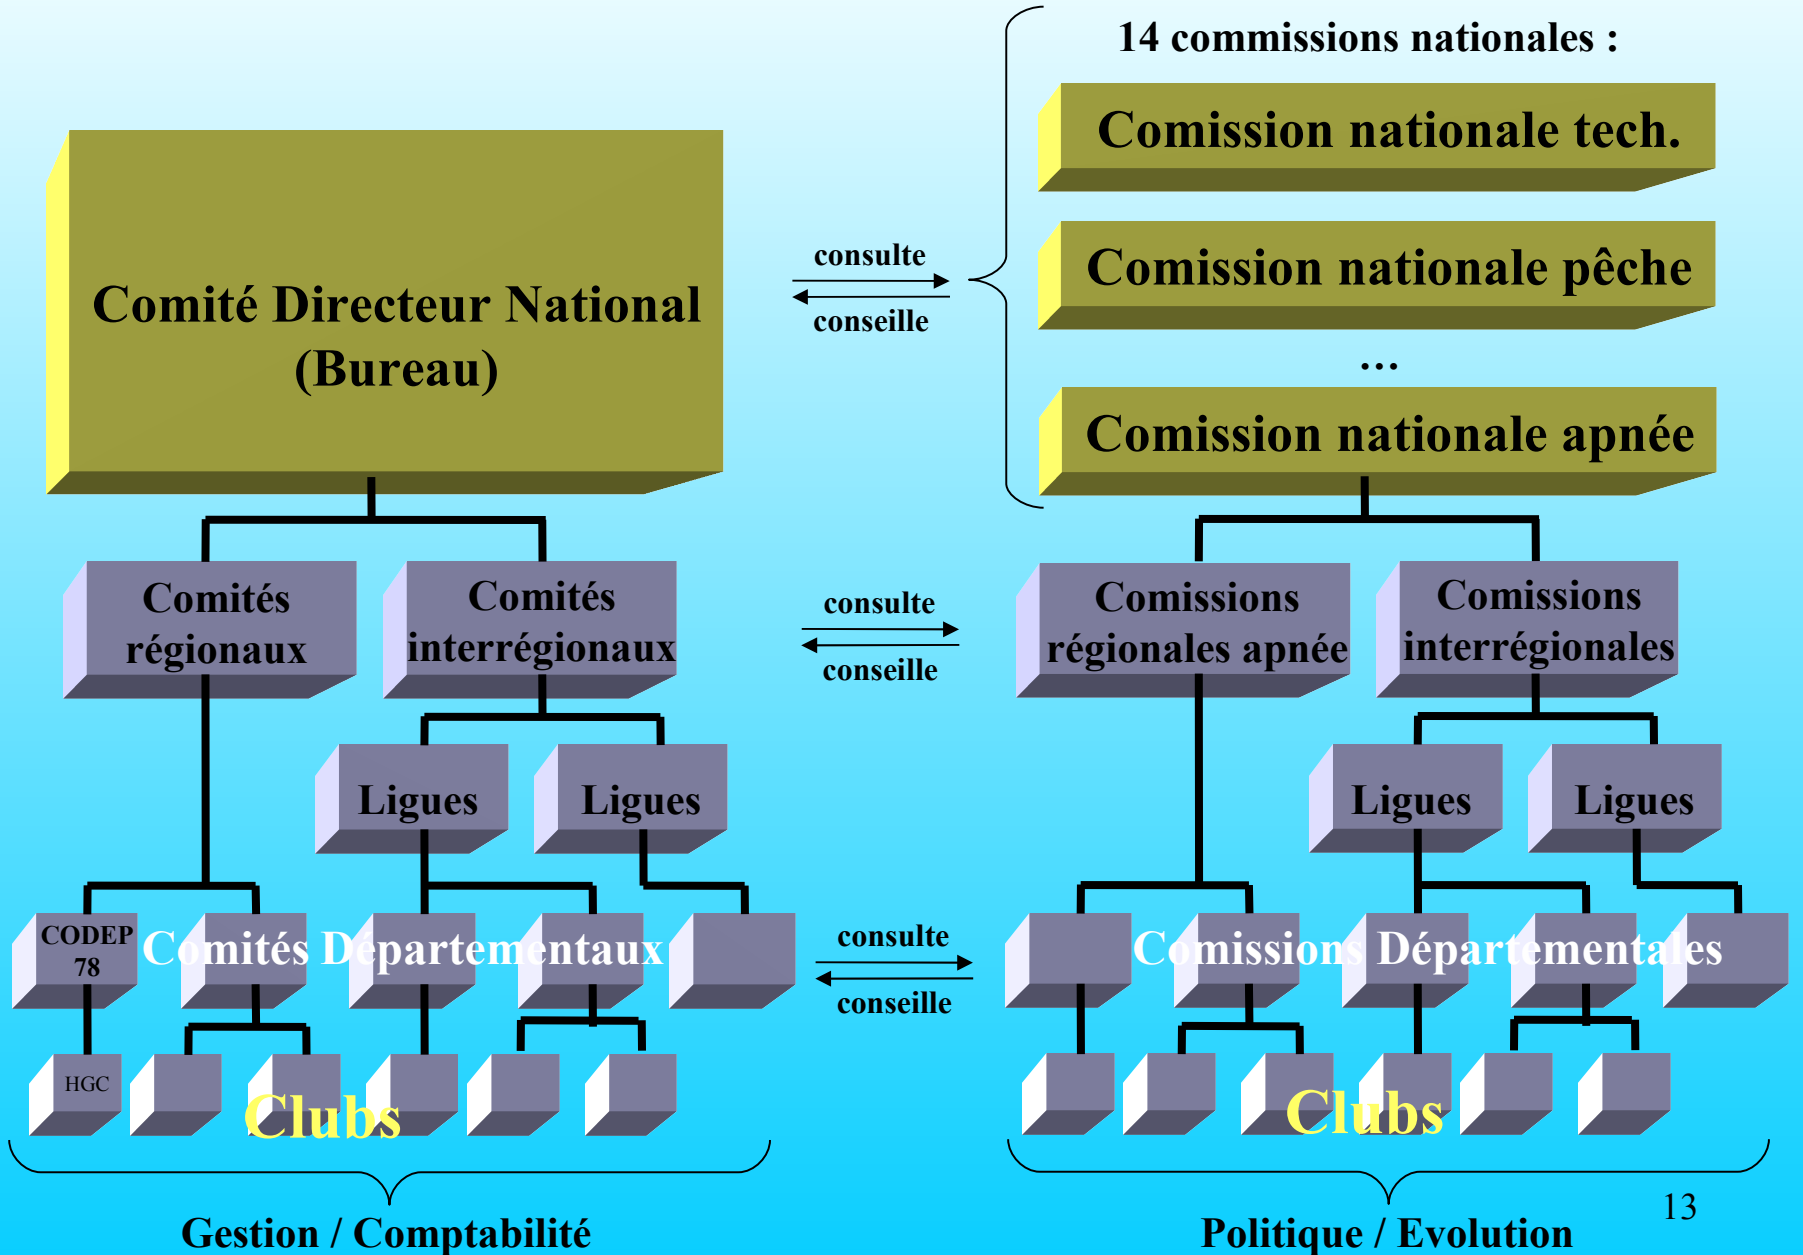 14 commissions nationales :
Comission nationale tech.
Comission nationale pêche
...
Comission nationale apnée
Comité Directeur National
(Bureau)
consulte
conseille
Comités
régionaux
Comités
interrégionaux
consulte
conseille
Comissions
régionales apnée
Comissions
interrégionales
Ligues
Ligues
Ligues
Ligues
CODEP
78
Comités Départementaux
consulte
conseille
Comissions Départementales
HGC
Clubs
Clubs
Gestion / Comptabilité
Politique / Evolution
13